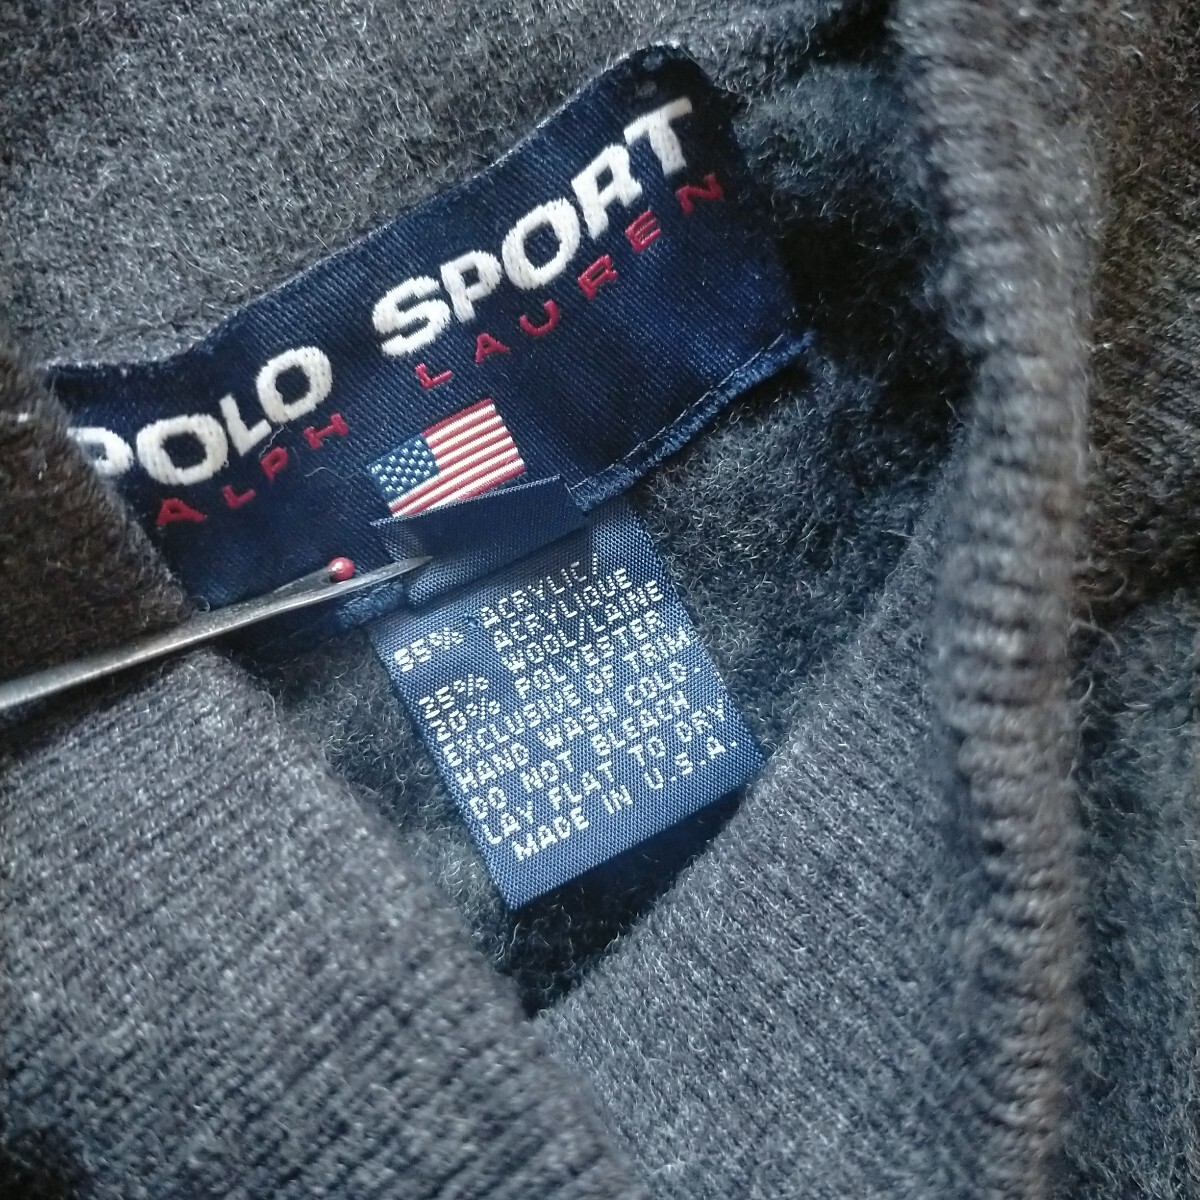 POLO SPORT
RALPH LAUREN
55% ACRYLIC/
ACRYLIQUE
25% WOOL/LAINE
20% POLYESTER
EXCLUSIVE OF TRIM
HAND WASH COLD
DO NOT BLEACH
LAY FLAT TO DRY
MADE IN U.S.A.